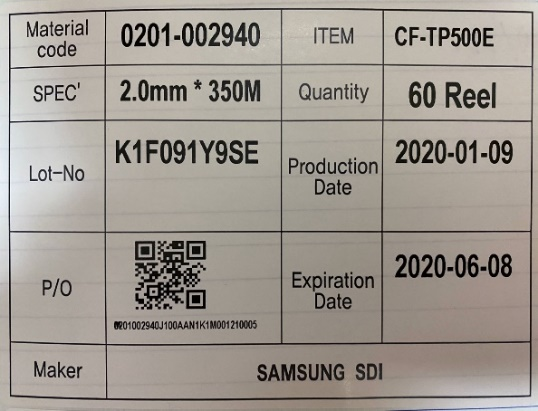 Material code 0201-002940 ITEM CF-TP500E
SPEC' 2.0mm * 350M Quantity 60 Reel
Lot-No K1F091Y9SE Production Date 2020-01-09
P/O Expiration Date 2020-06-08
01002940J100AAN1K1M001210005
Maker SAMSUNG SDI